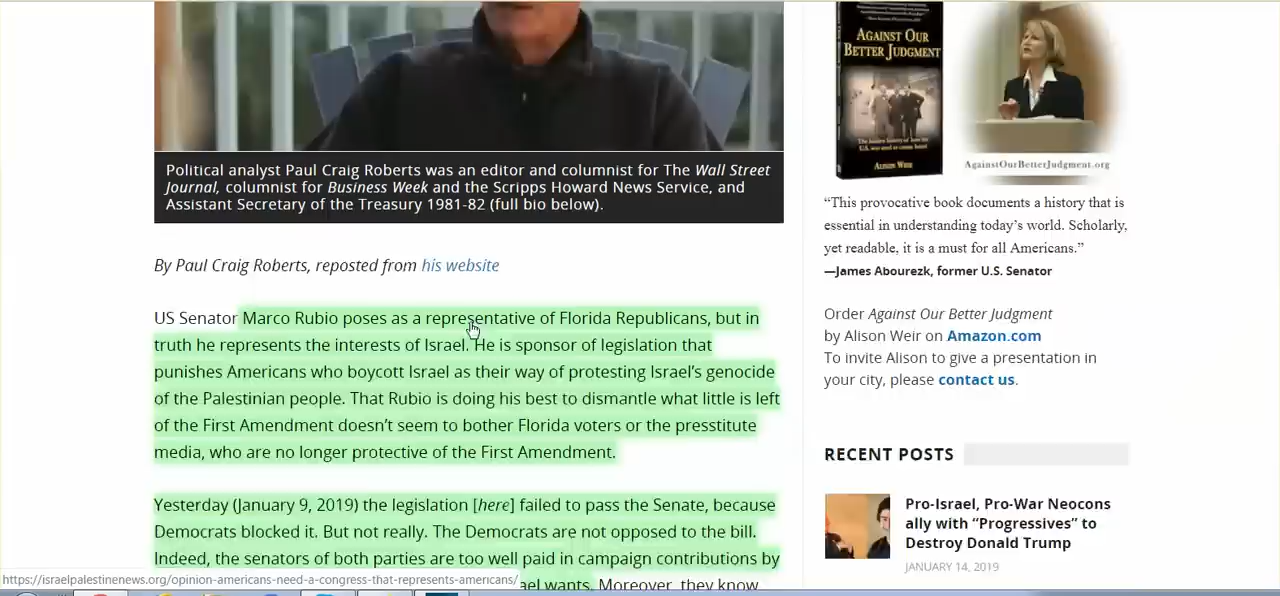 Political analyst Paul Craig Roberts was an editor and columnist for The Wall Street
Journal, columnist for Business Week and the Scripps Howard News Service, and
Assistant Secretary of the Treasury 1981-82 (full bio below).
By Paul Craig Roberts, reposted from his website
US Senator Marco Rubio poses as a representative of Florida Republicans, but in
truth he represents the interests of Israel. He is sponsor of legislation that
punishes Americans who boycott Israel as their way of protesting Israel’s genocide
of the Palestinian people. That Rubio is doing his best to dismantle what little is left
of the First Amendment doesn’t seem to bother Florida voters or the presstitute
media, who are no longer protective of the First Amendment.
Yesterday (January 9, 2019) the legislation [here] failed to pass the Senate, because
Democrats blocked it. But not really. The Democrats are not opposed to the bill.
Indeed, the senators of both parties are too well paid in campaign contributions by
ael wants. Moreover, they know
https://israelpalestinenews.org/opinion-americans-need-a-congress-that-represents-americans/
AGAINST OUR
BETTER JUDGMENT
ALISON WEIR
AgainstOurBetterJudgment.org
“This provocative book documents a history that is
essential in understanding today’s world. Scholarly,
yet readable, it is a must for all Americans.”
—James Abourezk, former U.S. Senator
Order Against Our Better Judgment
by Alison Weir on Amazon.com
To invite Alison to give a presentation in
your city, please contact us.
RECENT POSTS
Pro-Israel, Pro-War Neocons
ally with “Progressives” to
Destroy Donald Trump
JANUARY 14, 2019